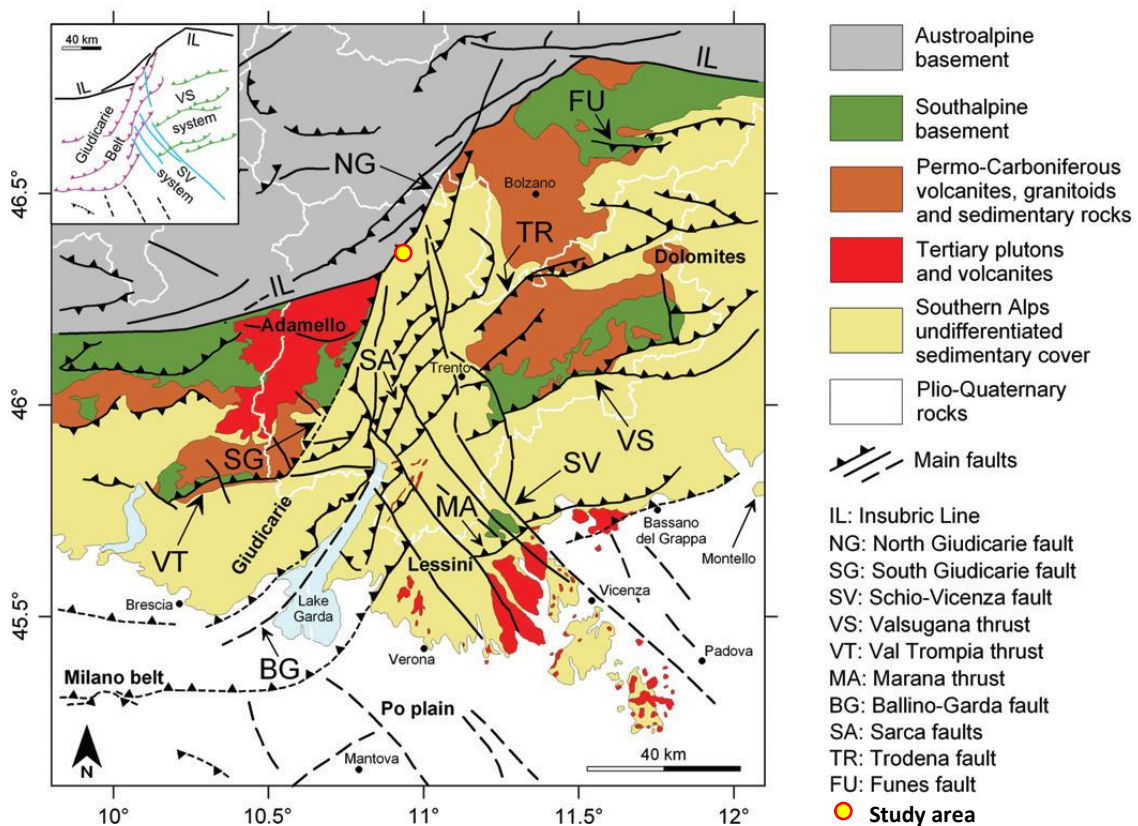 40 km
IL
IL
VS
system
Giudicarie
Belt
SV
system
IL
FU
NG
Bolzano
TR
Dolomites
IL
Adamello
SA
Trento
VS
SG
SV
MA
Giudicarie
VT
Bassano
del Grappa
Montello
Lessini
Brescia
Lake
Garda
Vicenza
BG
Verona
Padova
Milano belt
Po plain
N
Mantova
40 km
46.5°
46°
45.5°
10°
10.5°
11°
11.5°
12°
Austroalpine
basement
Southalpine
basement
Permo-Carboniferous
volcanites, granitoids
and sedimentary rocks
Tertiary plutons
and volcanites
Southern Alps
undifferentiated
sedimentary cover
Plio-Quaternary
rocks
Main faults
IL: Insubric Line
NG: North Giudicarie fault
SG: South Giudicarie fault
SV: Schio-Vicenza fault
VS: Valsugana thrust
VT: Val Trompia thrust
MA: Marana thrust
BG: Ballino-Garda fault
SA: Sarca faults
TR: Trodena fault
FU: Funes fault
Study area